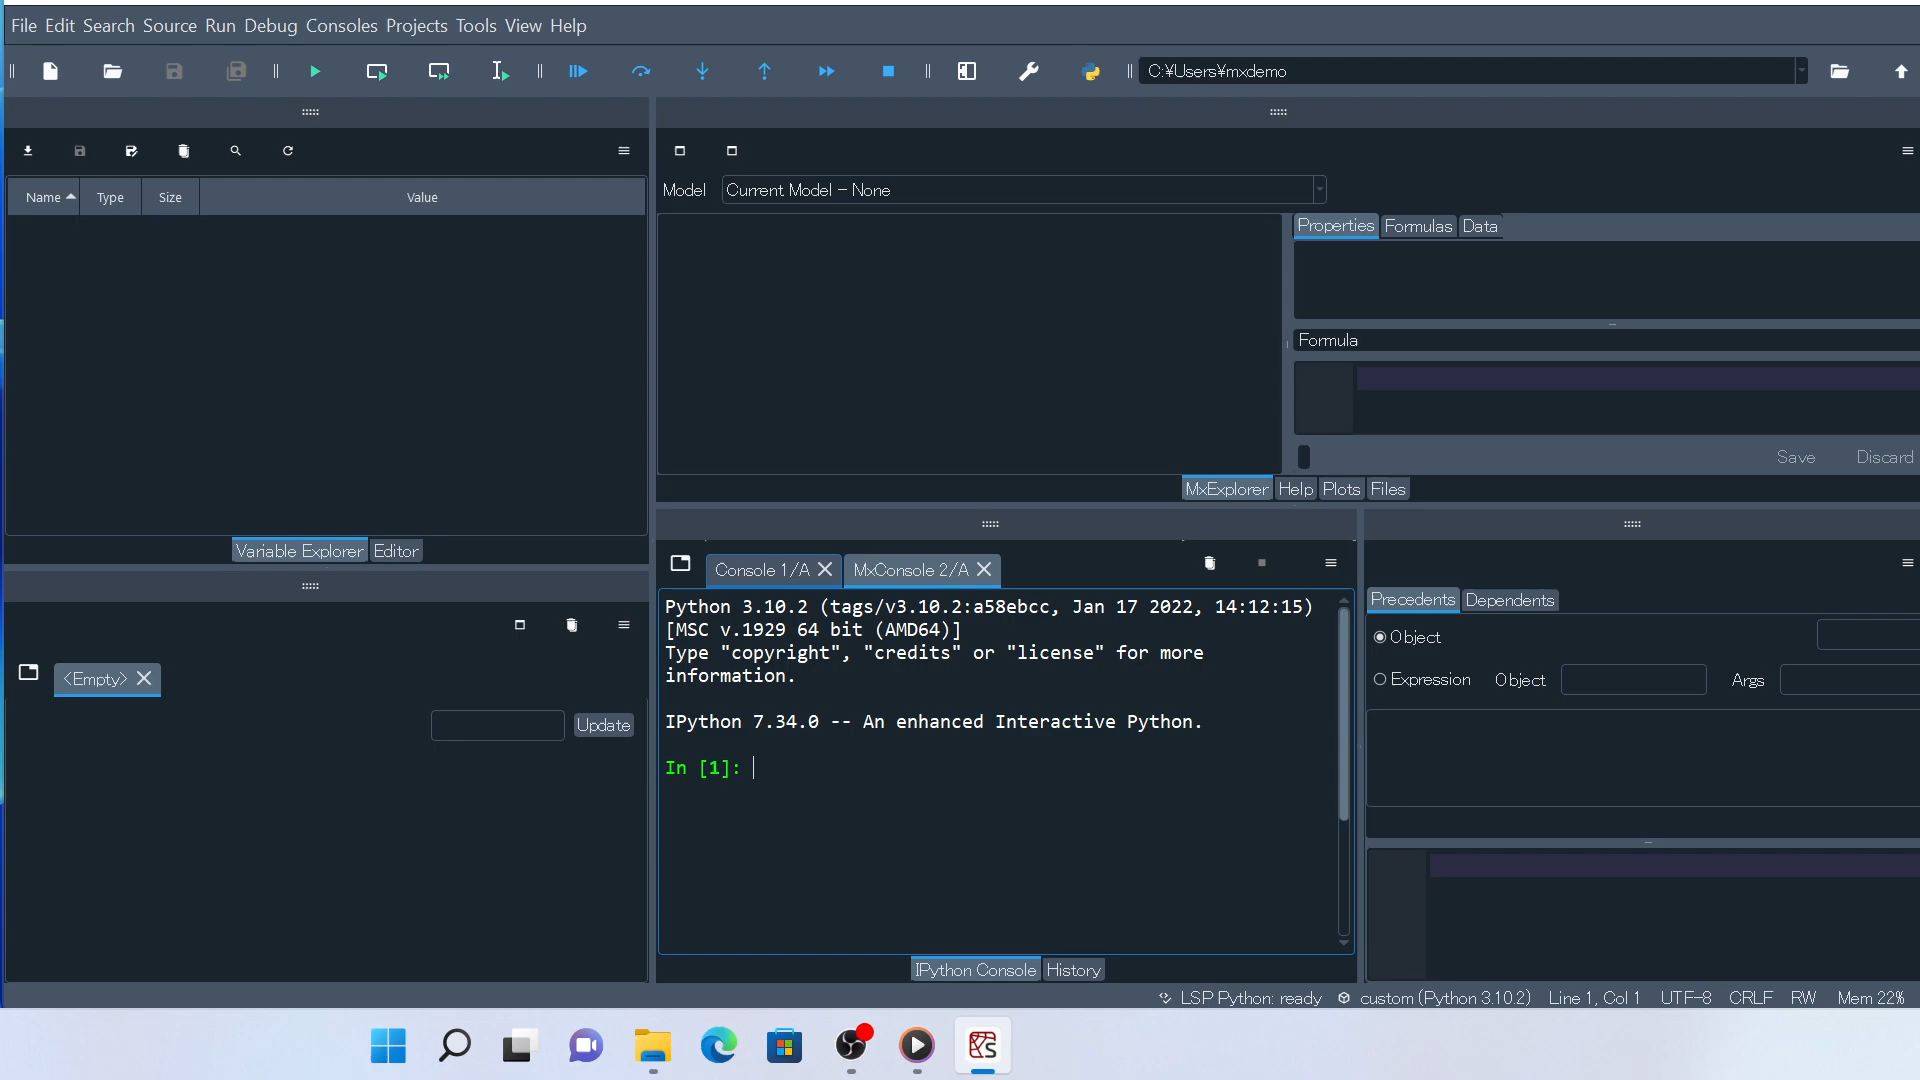 File Edit Search Source Run Debug Consoles Projects Tools View Help
C:¥Users¥mxdemo
Name Type Size Value
Variable Explorer Editor
<Empty>
Update
Model Current Model - None
Properties Formulas Data
Formula
Save Discard
MxExplorer Help Plots Files
Console 1/A MxConsole 2/A
Python 3.10.2 (tags/v3.10.2:a58ebcc, Jan 17 2022, 14:12:15)
[MSC v.1929 64 bit (AMD64)]
Type "copyright", "credits" or "license" for more
information.
IPython 7.34.0 -- An enhanced Interactive Python.
In [1]:
IPython Console History
Precedents Dependents
Object
Expression Object Args
LSP Python: ready custom (Python 3.10.2) Line 1, Col 1 UTF-8 CRLF RW Mem 22%